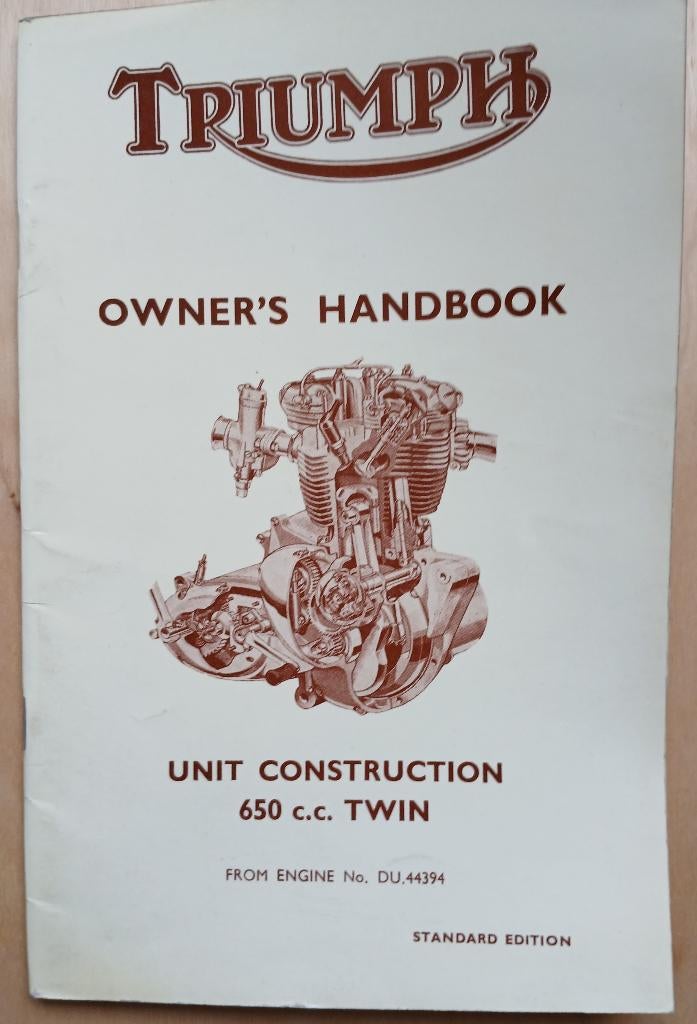 TRIUMPH
OWNER'S HANDBOOK
UNIT CONSTRUCTION
650 c.c. TWIN
FROM ENGINE No. DU.44394
STANDARD EDITION